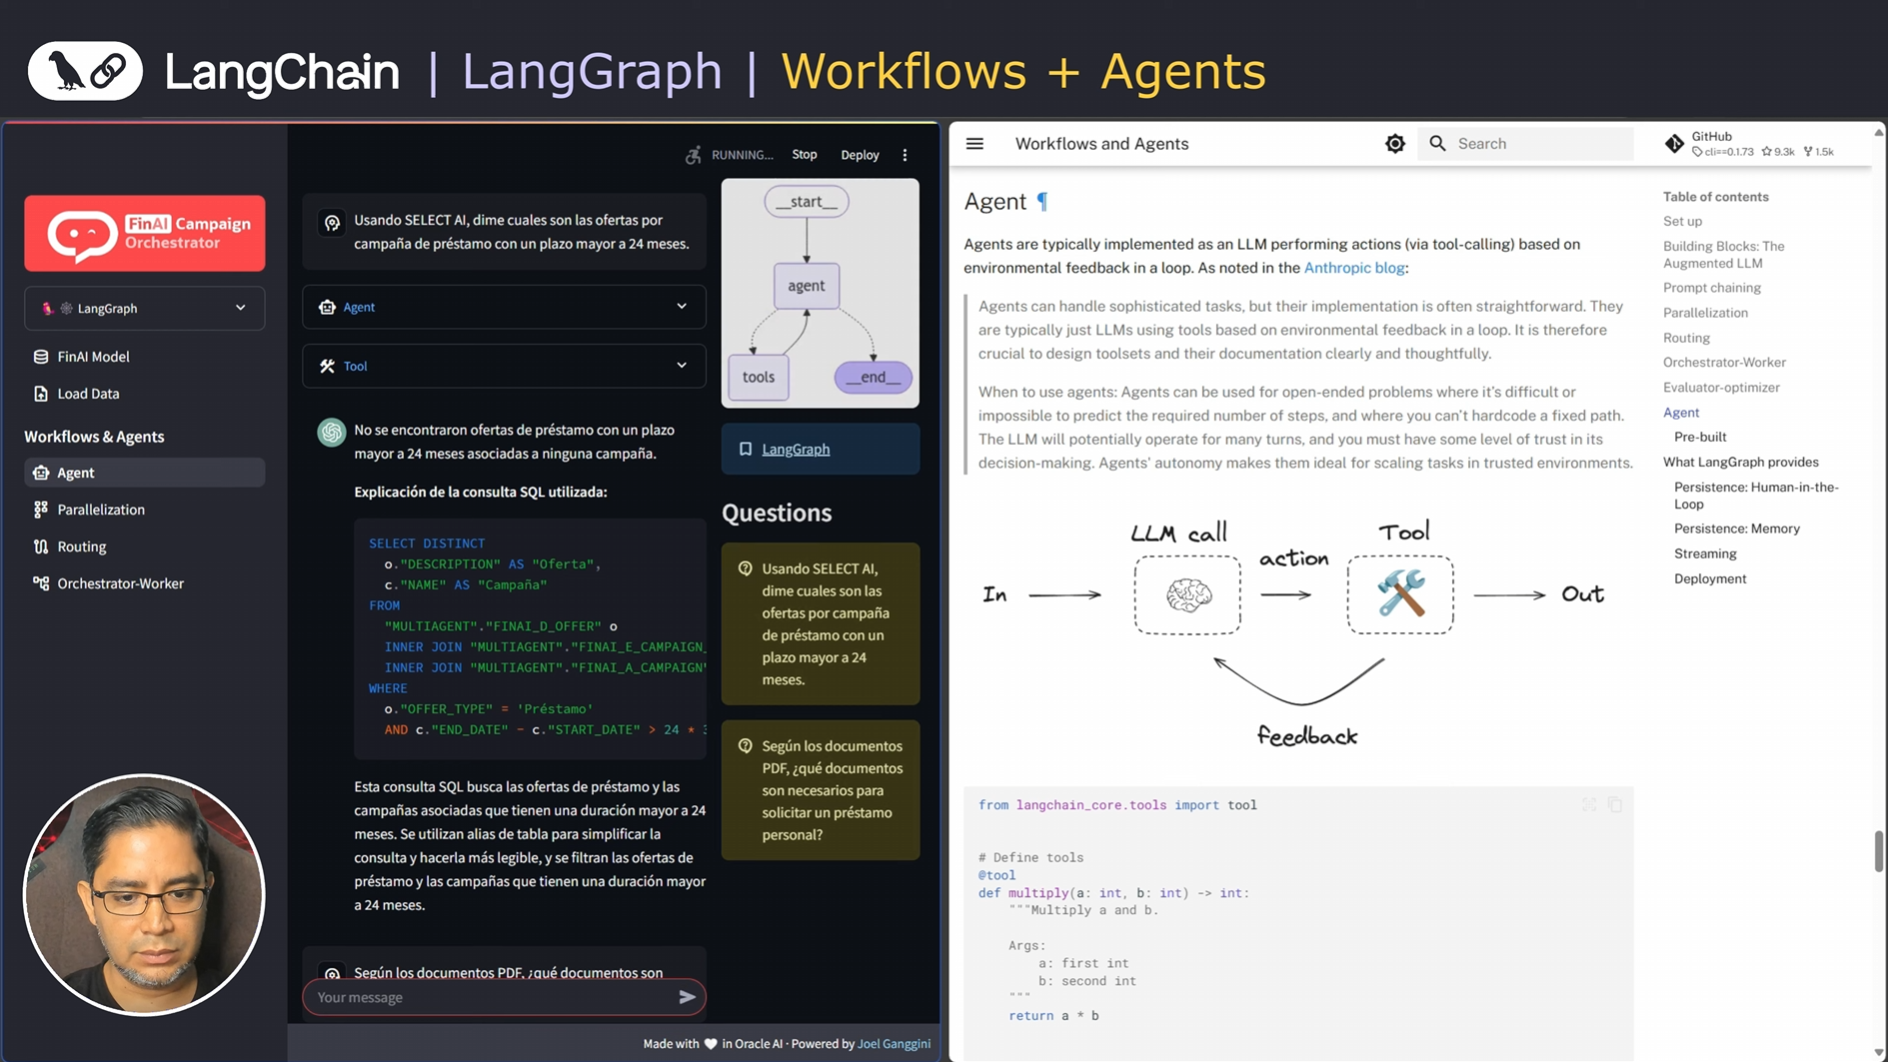 LangChain | LangGraph | Workflows + Agents
RUNNING...
Stop
Deploy
FinAI Campaign
Orchestrator
LangGraph
FinAI Model
Load Data
Workflows & Agents
Agent
Parallelization
Routing
Orchestrator-Worker
Usando SELECT AI, dime cuales son las ofertas por
campaña de préstamo con un plazo mayor a 24 meses.
Agent
Tool
No se encontraron ofertas de préstamo con un plazo
mayor a 24 meses asociadas a ninguna campaña.
Explicación de la consulta SQL utilizada:
SELECT DISTINCT
o."DESCRIPTION" AS "Oferta",
c."NAME" AS "Campaña"
FROM
"MULTIAGENT"."FINAI_D_OFFER" o
INNER JOIN "MULTIAGENT"."FINAI_E_CAMPAIGN_
INNER JOIN "MULTIAGENT"."FINAI_A_CAMPAIGN"
WHERE
o."OFFER_TYPE" = 'Préstamo'
AND c."END_DATE" - c."START_DATE" > 24 * 3
Esta consulta SQL busca las ofertas de préstamo y las
campañas asociadas que tienen una duración mayor a 24
meses. Se utilizan alias de tabla para simplificar la
consulta y hacerla más legible, y se filtran las ofertas de
préstamo y las campañas que tienen una duración mayor
a 24 meses.
Según los documentos PDF, ¿qué documentos son
Your message
Made with in Oracle AI · Powered by Joel Ganggini
__start__
agent
tools
__end__
LangGraph
Questions
Usando SELECT AI,
dime cuales son las
ofertas por campaña
de préstamo con un
plazo mayor a 24
meses.
Según los documentos
PDF, ¿qué documentos
son necesarios para
solicitar un préstamo
personal?
Workflows and Agents
Search
GitHub
cli==0.1.73 9.3k 1.5k
Agent ¶
Agents are typically implemented as an LLM performing actions (via tool-calling) based on
environmental feedback in a loop. As noted in the Anthropic blog:
Agents can handle sophisticated tasks, but their implementation is often straightforward. They
are typically just LLMs using tools based on environmental feedback in a loop. It is therefore
crucial to design toolsets and their documentation clearly and thoughtfully.
When to use agents: Agents can be used for open-ended problems where it's difficult or
impossible to predict the required number of steps, and where you can't hardcode a fixed path.
The LLM will potentially operate for many turns, and you must have some level of trust in its
decision-making. Agents' autonomy makes them ideal for scaling tasks in trusted environments.
LLM call
Tool
action
In
Out
feedback
from langchain_core.tools import tool
# Define tools
@tool
def multiply(a: int, b: int) -> int:
"""Multiply a and b.
Args:
a: first int
b: second int
"""
return a * b
Table of contents
Set up
Building Blocks: The
Augmented LLM
Prompt chaining
Parallelization
Routing
Orchestrator-Worker
Evaluator-optimizer
Agent
Pre-built
What LangGraph provides
Persistence: Human-in-the-
Loop
Persistence: Memory
Streaming
Deployment